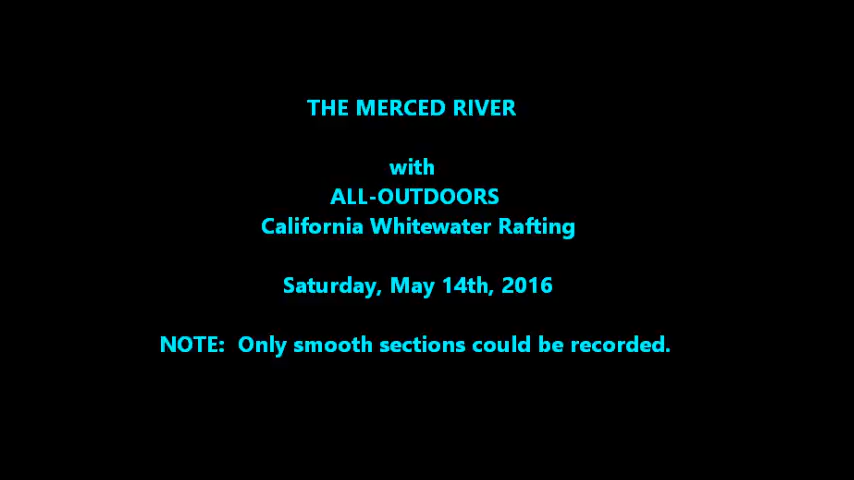 THE MERCED RIVER
with
ALL-OUTDOORS
California Whitewater Rafting
Saturday, May 14th, 2016
NOTE:  Only smooth sections could be recorded.